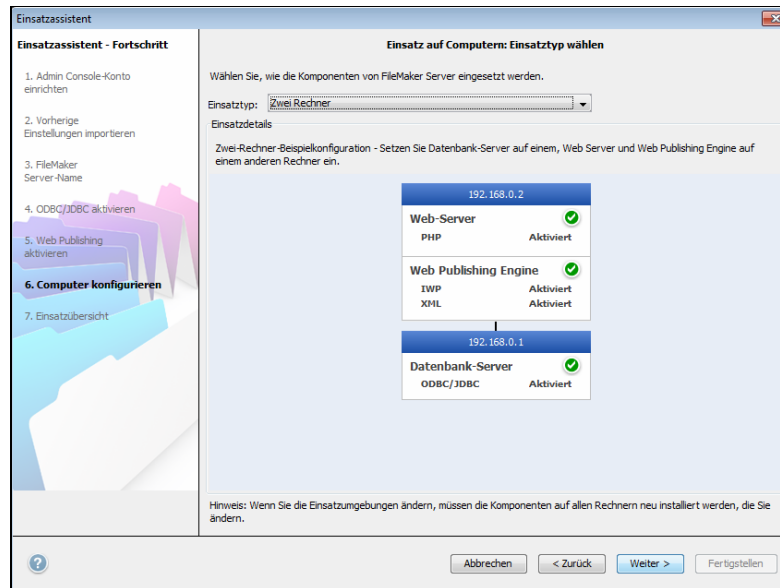 Einsatzassistent
Einsatzassistent - Fortschritt
1. Admin Console-Konto
einrichten
2. Vorherige
Einstellungen importieren
3. FileMaker
Server-Name
4. ODBC/JDBC aktivieren
5. Web Publishing
aktivieren
6. Computer konfigurieren
7. Einsatzübersicht
Einsatz auf Computern: Einsatztyp wählen
Wählen Sie, wie die Komponenten von FileMaker Server eingesetzt werden.
Einsatztyp: Zwei Rechner
Einsatzdetails
Zwei-Rechner-Beispielkonfiguration - Setzen Sie Datenbank-Server auf einem, Web Server und Web Publishing Engine auf
einem anderen Rechner ein.
192.168.0.2
Web-Server
PHP Aktiviert
Web Publishing Engine
IWP Aktiviert
XML Aktiviert
192.168.0.1
Datenbank-Server
ODBC/JDBC Aktiviert
Hinweis: Wenn Sie die Einsatzumgebungen ändern, müssen die Komponenten auf allen Rechnern neu installiert werden, die Sie
ändern.
?
Abbrechen
< Zurück
Weiter >
Fertigstellen